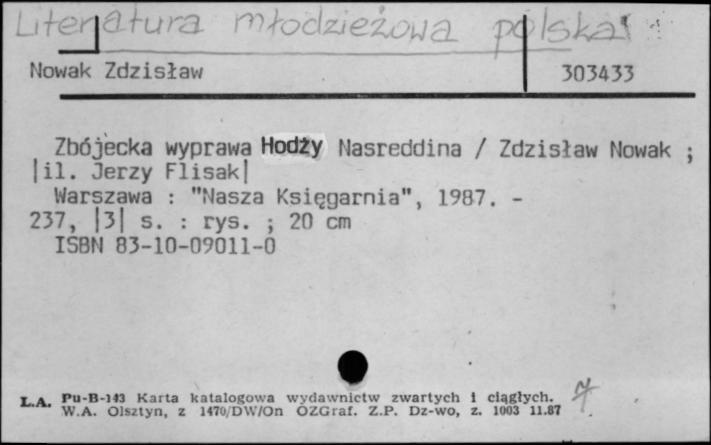 Literatura młodzieżowa polska
Nowak Zdzisław 303433
Zbójecka wyprawa Hodży Nasreddina / Zdzisław Nowak ;
|il. Jerzy Flisak|
Warszawa : "Nasza Księgarnia", 1987. -
237, |3| s. : rys. ; 20 cm
ISBN 83-10-09011-0
L.A. Pu-B-143 Karta katalogowa wydawnictw zwartych i ciągłych.
W.A. Olsztyn, z 1470/DW/On OZGraf. Z.P. Dz-wo, z. 1003 11.87